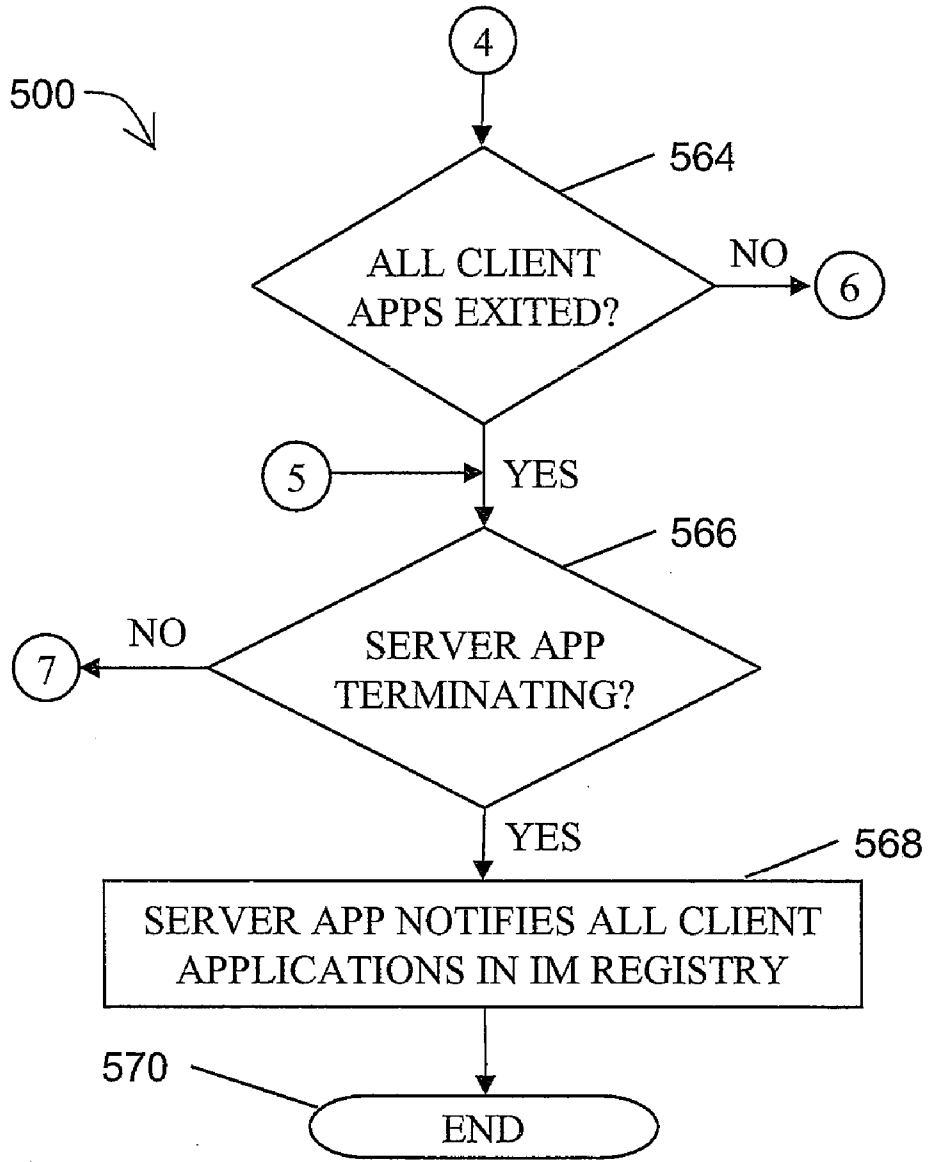 4
500
564
ALL CLIENT
APPS EXITED?
NO
6
5
YES
566
NO
7
SERVER APP
TERMINATING?
YES
568
SERVER APP NOTIFIES ALL CLIENT
APPLICATIONS IN IM REGISTRY
570
END